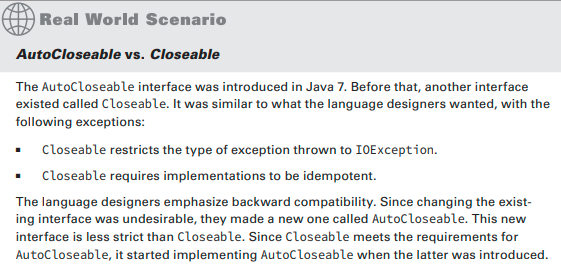 Real World Scenario
AutoCloseable vs. Closeable
The AutoCloseable interface was introduced in Java 7. Before that, another interface
existed called Closeable. It was similar to what the language designers wanted, with the
following exceptions:
■ Closeable restricts the type of exception thrown to IOException.
■ Closeable requires implementations to be idempotent.
The language designers emphasize backward compatibility. Since changing the exist-
ing interface was undesirable, they made a new one called AutoCloseable. This new
interface is less strict than Closeable. Since Closeable meets the requirements for
AutoCloseable, it started implementing AutoCloseable when the latter was introduced.